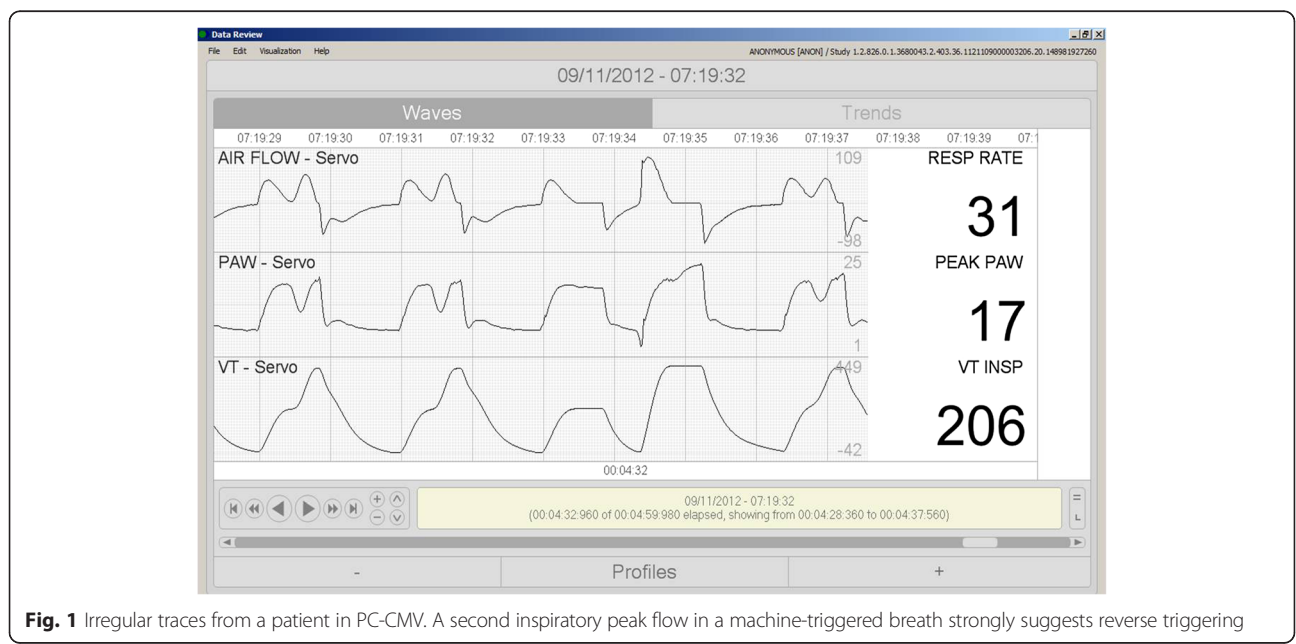 Data Review
File Edit Visualization Help
ANONYMOUS [ANON] / Study 1.2.826.0.1.3680043.2.403.36.1121109000003206.20.148981927260
09/11/2012 - 07:19:32
Waves
Trends
07:19:29 07:19:30 07:19:31 07:19:32 07:19:33 07:19:34 07:19:35 07:19:36 07:19:37 07:19:38 07:19:39 07:1
AIR FLOW - Servo
109
-98
RESP RATE
31
PAW - Servo
25
1
PEAK PAW
17
VT - Servo
449
-42
VT INSP
206
00:04:32
09/11/2012 - 07:19:32
(00:04:32:960 of 00:04:59:980 elapsed, showing from 00:04:28:360 to 00:04:37:560)
- Profiles +
Fig. 1 Irregular traces from a patient in PC-CMV. A second inspiratory peak flow in a machine-triggered breath strongly suggests reverse triggering